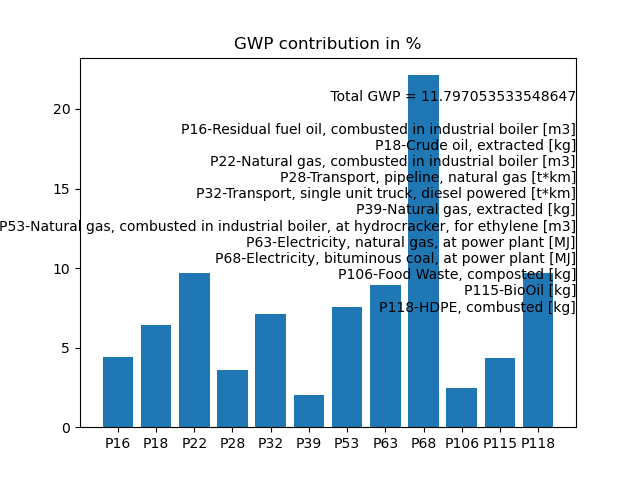 GWP contribution in %
Total GWP = 11.797053533548647
P16-Residual fuel oil, combusted in industrial boiler [m3]
P18-Crude oil, extracted [kg]
P22-Natural gas, combusted in industrial boiler [m3]
P28-Transport, pipeline, natural gas [t*km]
P32-Transport, single unit truck, diesel powered [t*km]
P39-Natural gas, extracted [kg]
P53-Natural gas, combusted in industrial boiler, at hydrocracker, for ethylene [m3]
P63-Electricity, natural gas, at power plant [MJ]
P68-Electricity, bituminous coal, at power plant [MJ]
P106-Food Waste, composted [kg]
P115-BioOil [kg]
P118-HDPE, combusted [kg]
20
15
10
5
0
P16 P18 P22 P28 P32 P39 P53 P63 P68 P106 P115 P118